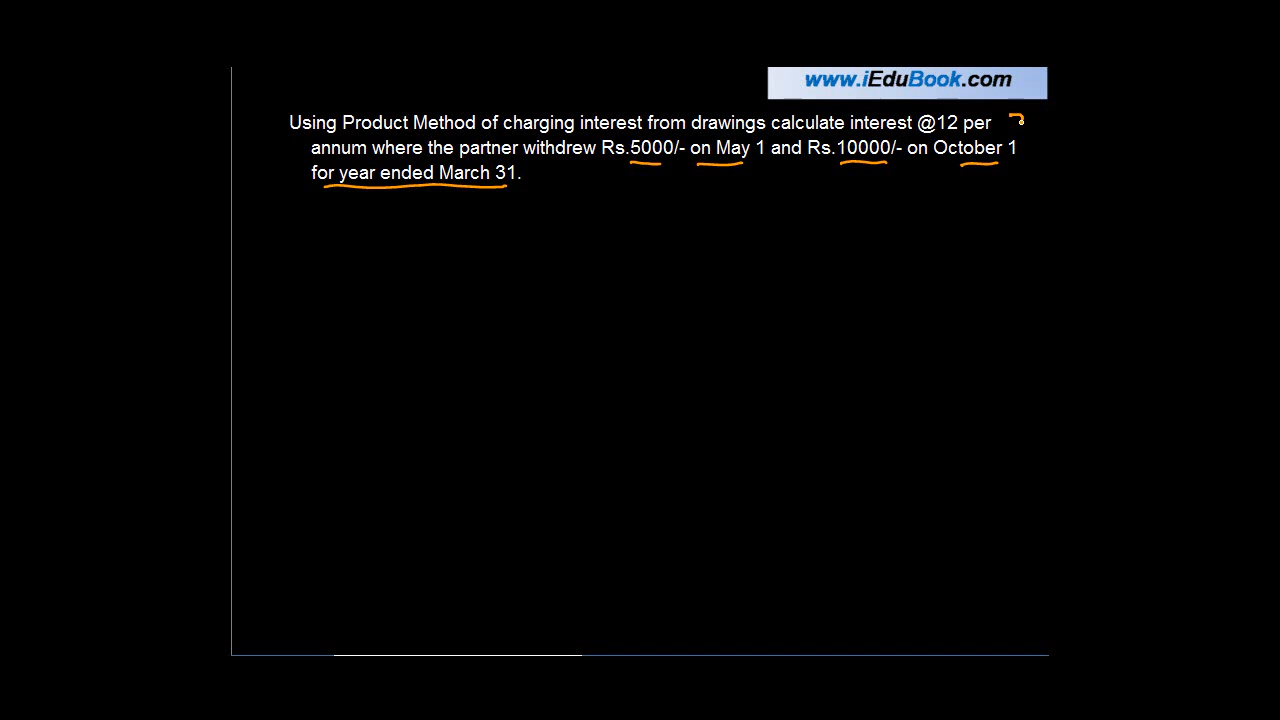 www.iEduBook.com
Using Product Method of charging interest from drawings calculate interest @12 per
annum where the partner withdrew Rs.5000/- on May 1 and Rs.10000/- on October 1
for year ended March 31.